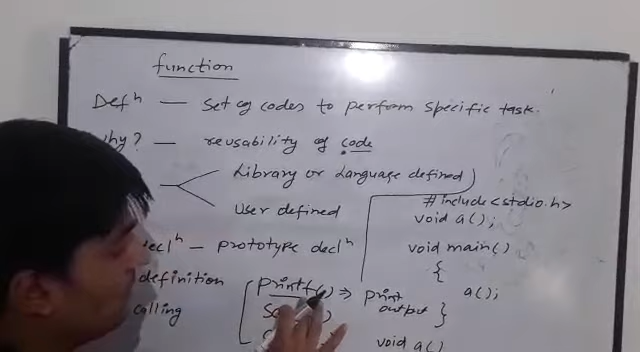 function
Defn — set of codes to perform specific task.
hy? — reusability of code
Library or Language defined
User defined
decln — prototype decln
definition
calling
printf() ⇒ print output
#include<stdio.h>
void a();
void main()
{
a();
}
void a()